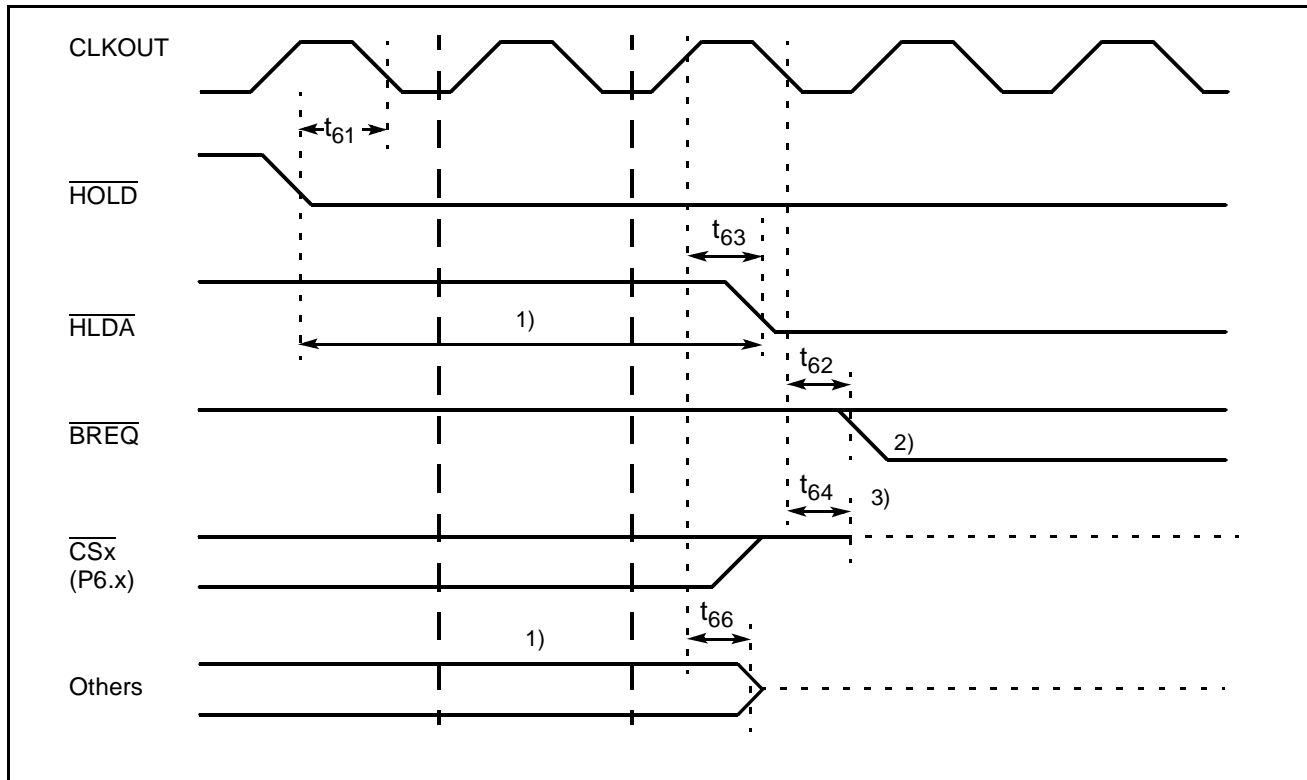 CLKOUT
t61
HOLD
t63
HLDA
1)
t62
BREQ
2)
t64
3)
CSx
(P6.x)
t66
1)
Others